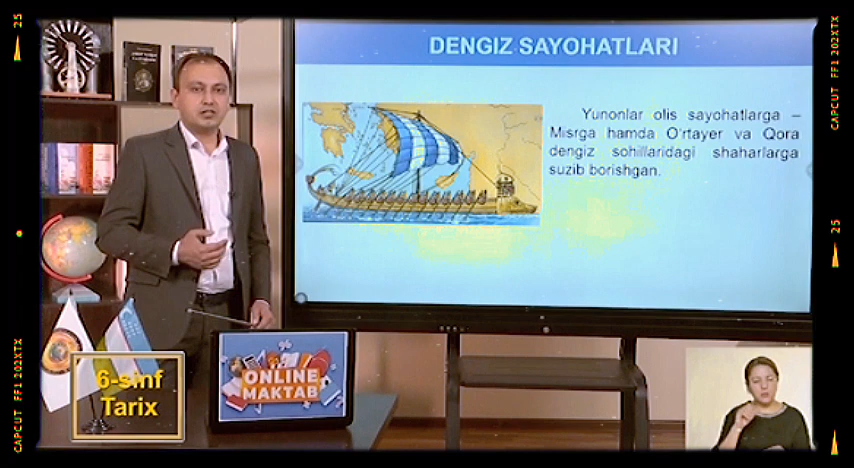 25
CAPCUT FF1 202XTX
DENGIZ SAYOHATLARI
Yunonlar olis sayohatlarga –
Misrga hamda O‘rtayer va Qora
dengiz sohillaridagi shaharlarga
suzib borishgan.
6-sinf
Tarix
ONLINE
MAKTAB
CAPCUT FF1 202XTX
25